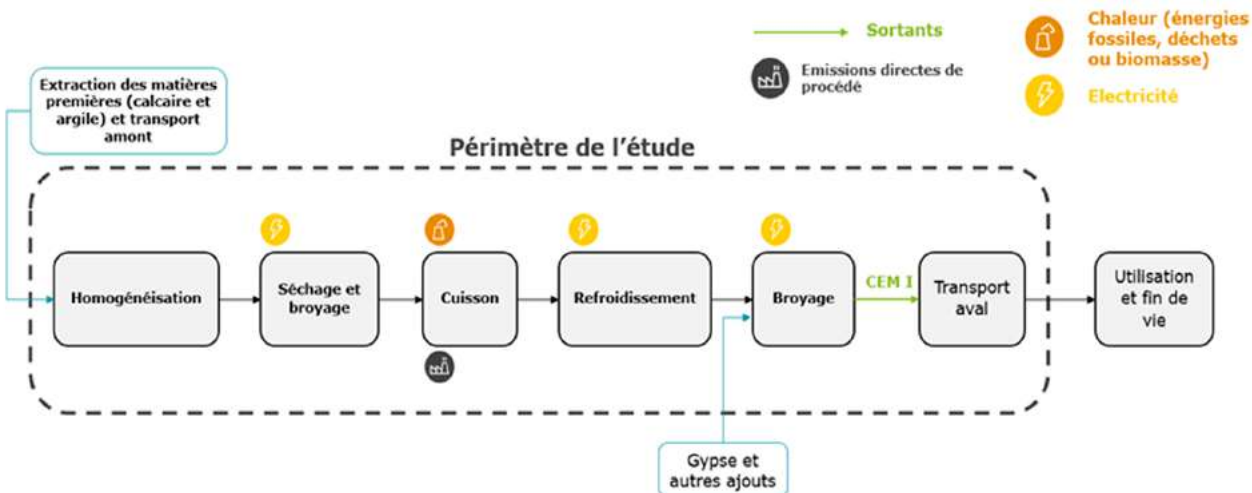 Sortants
Emissions directes de
procédé
Chaleur (énergies
fossiles, déchets
ou biomasse)
Electricité
Extraction des matières
premières (calcaire et
argile) et transport
amont
Périmètre de l'étude
Homogénéisation
Séchage et
broyage
Cuisson
Refroidissement
Broyage
CEM I
Transport
aval
Utilisation
et fin de
vie
Gypse et
autres ajouts